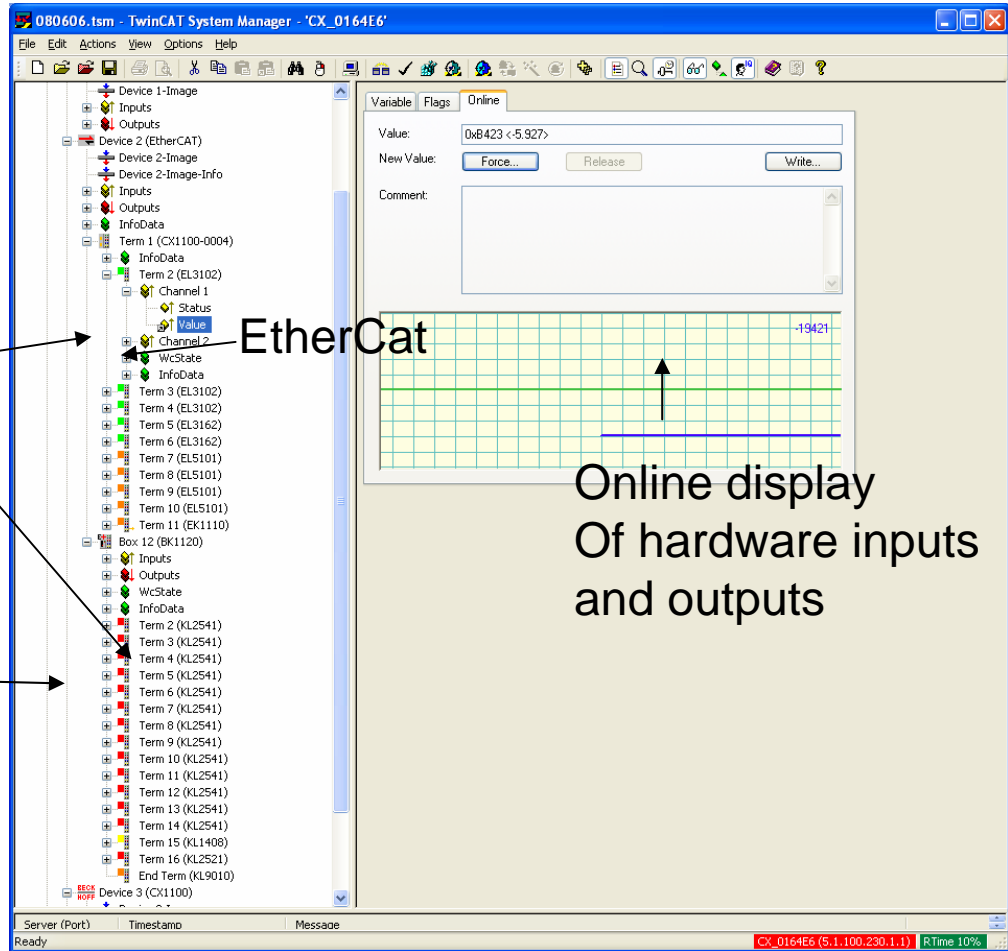 080606.tsm - TwinCAT System Manager - 'CX_0164E6'
File Edit Actions View Options Help
Device 1-Image
Inputs
Outputs
Device 2 (EtherCAT)
Device 2-Image
Device 2-Image-Info
Inputs
Outputs
InfoData
Term 1 (CX1100-0004)
InfoData
Term 2 (EL3102)
Channel 1
Status
Value
Channel 2
WcState
InfoData
Term 3 (EL3102)
Term 4 (EL3102)
Term 5 (EL3162)
Term 6 (EL3162)
Term 7 (EL5101)
Term 8 (EL5101)
Term 9 (EL5101)
Term 10 (EL5101)
Term 11 (EK1110)
Box 12 (BK1120)
Inputs
Outputs
WcState
InfoData
Term 2 (KL2541)
Term 3 (KL2541)
Term 4 (KL2541)
Term 5 (KL2541)
Term 6 (KL2541)
Term 7 (KL2541)
Term 8 (KL2541)
Term 9 (KL2541)
Term 10 (KL2541)
Term 11 (KL2541)
Term 12 (KL2541)
Term 13 (KL2541)
Term 14 (KL2541)
Term 15 (KL1408)
Term 16 (KL2521)
End Term (KL9010)
BECK
HOFF
Device 3 (CX1100)
Variable Flags Online
Value: 0xB423 <-5.927>
New Value: Force... Release Write...
Comment:
-19421
EtherCat
Online display
Of hardware inputs
and outputs
Server (Port) Timestamp Message
Ready CX_0164E6 (5.1.100.230.1.1) RTime 10%